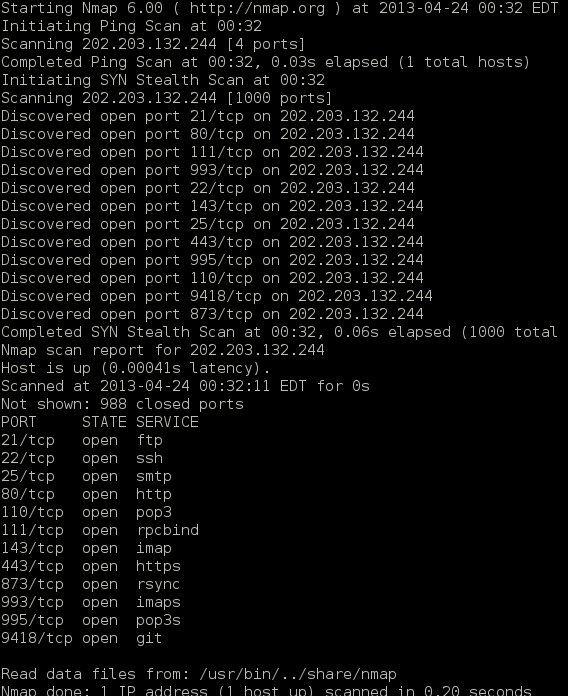 Starting Nmap 6.00 ( http://nmap.org ) at 2013-04-24 00:32 EDT
Initiating Ping Scan at 00:32
Scanning 202.203.132.244 [4 ports]
Completed Ping Scan at 00:32, 0.03s elapsed (1 total hosts)
Initiating SYN Stealth Scan at 00:32
Scanning 202.203.132.244 [1000 ports]
Discovered open port 21/tcp on 202.203.132.244
Discovered open port 80/tcp on 202.203.132.244
Discovered open port 111/tcp on 202.203.132.244
Discovered open port 993/tcp on 202.203.132.244
Discovered open port 22/tcp on 202.203.132.244
Discovered open port 143/tcp on 202.203.132.244
Discovered open port 25/tcp on 202.203.132.244
Discovered open port 443/tcp on 202.203.132.244
Discovered open port 995/tcp on 202.203.132.244
Discovered open port 110/tcp on 202.203.132.244
Discovered open port 9418/tcp on 202.203.132.244
Discovered open port 873/tcp on 202.203.132.244
Completed SYN Stealth Scan at 00:32, 0.06s elapsed (1000 total
Nmap scan report for 202.203.132.244
Host is up (0.00041s latency).
Scanned at 2013-04-24 00:32:11 EDT for 0s
Not shown: 988 closed ports
PORT     STATE SERVICE
21/tcp   open  ftp
22/tcp   open  ssh
25/tcp   open  smtp
80/tcp   open  http
110/tcp  open  pop3
111/tcp  open  rpcbind
143/tcp  open  imap
443/tcp  open  https
873/tcp  open  rsync
993/tcp  open  imaps
995/tcp  open  pop3s
9418/tcp open  git
Read data files from: /usr/bin/../share/nmap
Nmap done: 1 IP address (1 host up) scanned in 0.20 seconds